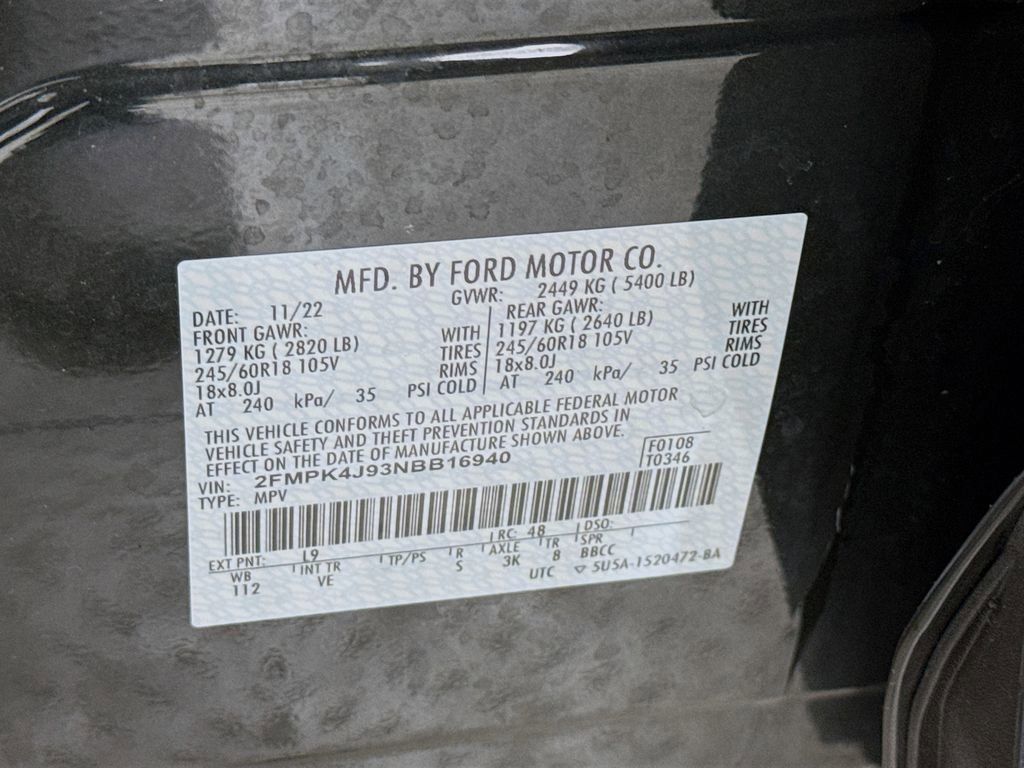 MFD. BY FORD MOTOR CO.
DATE: 11/22 GVWR: 2449 KG ( 5400 LB)
FRONT GAWR: REAR GAWR:
1279 KG ( 2820 LB) WITH 1197 KG ( 2640 LB) WITH
245/60R18 105V TIRES 245/60R18 105V TIRES
18x8.0J RIMS 18x8.0J RIMS
AT 240 kPa/ 35 PSI COLD AT 240 kPa/ 35 PSI COLD
THIS VEHICLE CONFORMS TO ALL APPLICABLE FEDERAL MOTOR
VEHICLE SAFETY AND THEFT PREVENTION STANDARDS IN
EFFECT ON THE DATE OF MANUFACTURE SHOWN ABOVE.
VIN: 2FMPK4J93NBB16940 F0108
TYPE: MPV T0346
EXT PNT: L9 RC: 48 DSO:
WB INT TR TP/PS R AXLE TR SPR
112 VE S 3K 8 BBCC
UTC ▽ 5U5A-1520472-BA